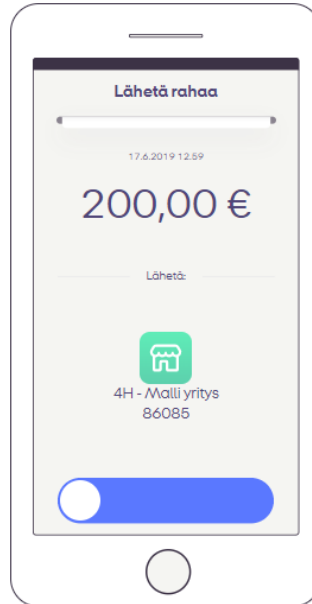 Lähetä rahaa
17.6.2019 12.59
200,00 €
Lähetä:
4H - Malli yritys
86085